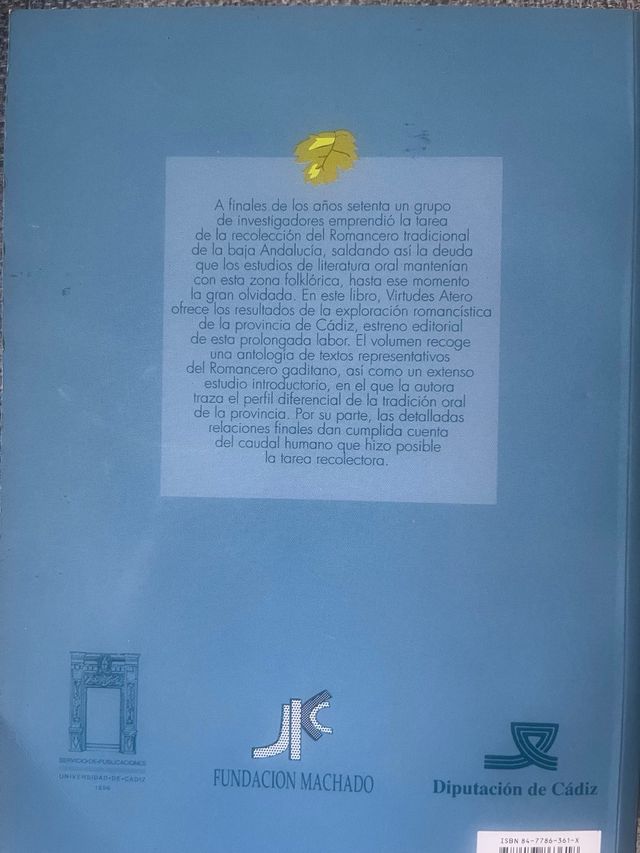 A finales de los años setenta un grupo
de investigadores emprendió la tarea
de la recolección del Romancero tradicional
de la baja Andalucía, saldando así la deuda
que los estudios de literatura oral mantenían
con esta zona folklórica, hasta ese momento
la gran olvidada. En este libro, Virtudes Atero
ofrece los resultados de la exploración romancística
de la provincia de Cádiz, estreno editorial
de esta prolongada labor. El volumen recoge
una antología de textos representativos
del Romancero gaditano, así como un extenso
estudio introductorio, en el que la autora
traza el perfil diferencial de la tradición oral
de la provincia. Por su parte, las detalladas
relaciones finales dan cumplida cuenta
del caudal humano que hizo posible
la tarea recolectora.
SERVICIO·DE·PUBLICACIONES
UNIVERSIDAD·DE·CADIZ
1996
FUNDACION MACHADO
Diputación de Cádiz
ISBN 84-7786-361-X